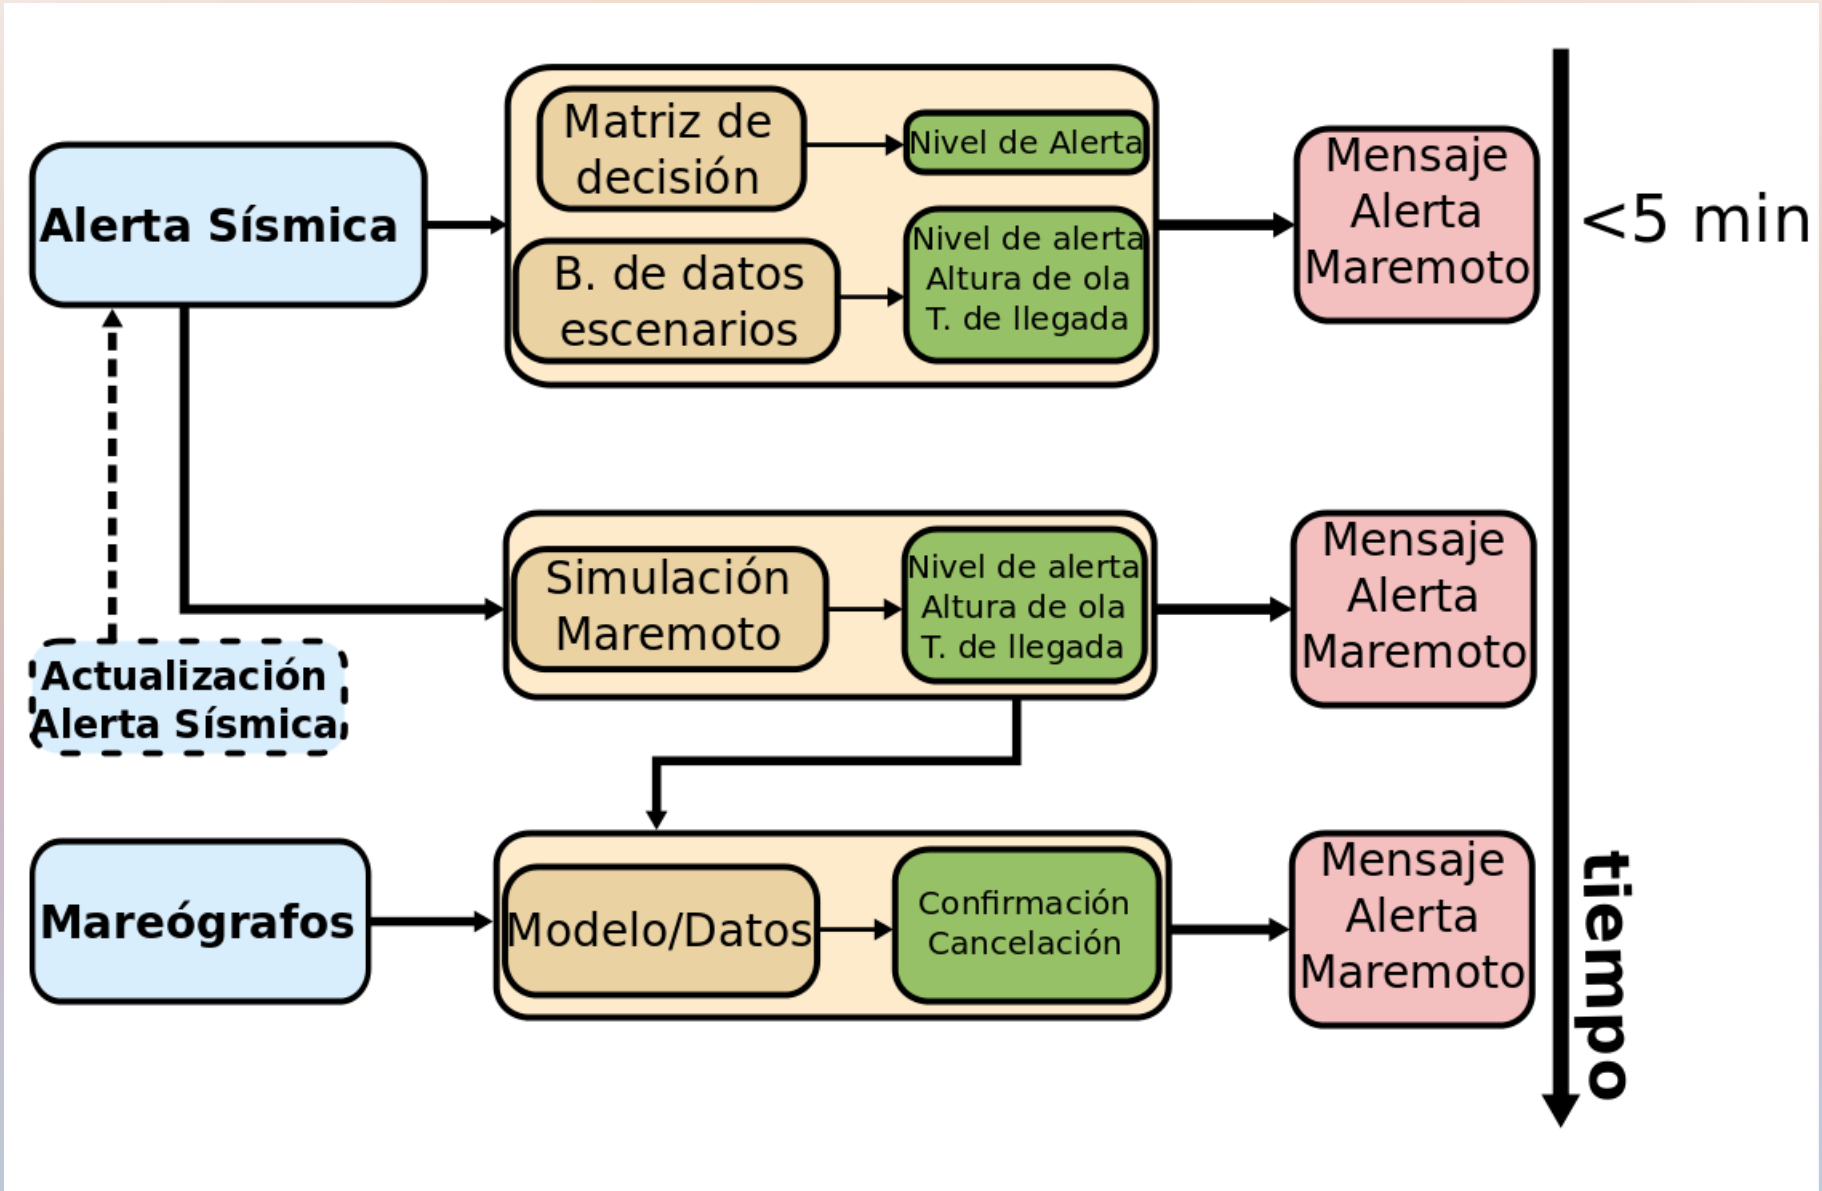 Alerta Sísmica
Matriz de
decisión
Nivel de Alerta
B. de datos
escenarios
Nivel de alerta
Altura de ola
T. de llegada
Mensaje
Alerta
Maremoto
<5 min
Actualización
Alerta Sísmica
Simulación
Maremoto
Nivel de alerta
Altura de ola
T. de llegada
Mensaje
Alerta
Maremoto
Mareógrafos
Modelo/Datos
Confirmación
Cancelación
Mensaje
Alerta
Maremoto
tiempo